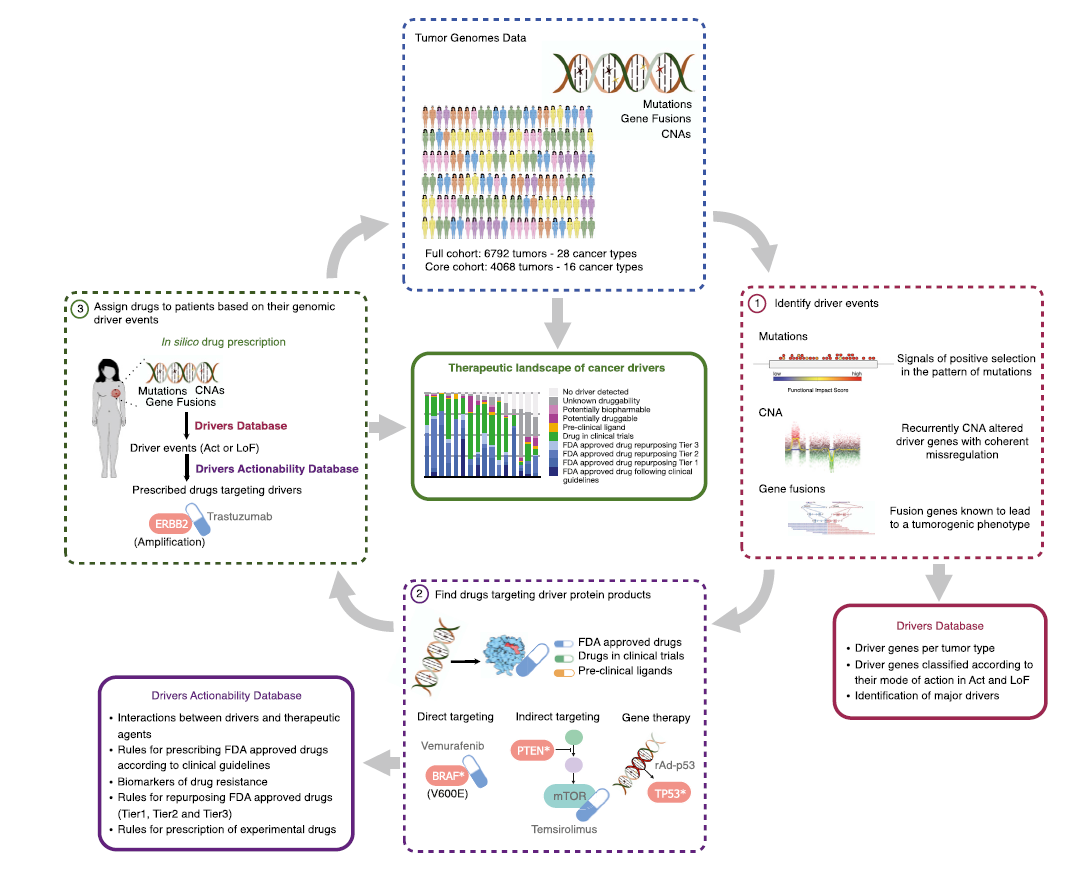 Tumor Genomes Data
Mutations
Gene Fusions
CNAs
Full cohort: 6792 tumors - 28 cancer types
Core cohort: 4068 tumors - 16 cancer types
1
Identify driver events
Mutations
low
high
Functional Impact Score
Signals of positive selection
in the pattern of mutations
CNA
Recurrently CNA altered
driver genes with coherent
missregulation
Gene fusions
Fusion genes known to lead
to a tumorogenic phenotype
Drivers Database
• Driver genes per tumor type
• Driver genes classified according to
their mode of action in Act and LoF
• Identification of major drivers
2
Find drugs targeting driver protein products
FDA approved drugs
Drugs in clinical trials
Pre-clinical ligands
Direct targeting
Vemurafenib
BRAF*
(V600E)
Indirect targeting
PTEN*
mTOR
Temsirolimus
Gene therapy
rAd-p53
TP53*
Drivers Actionability Database
• Interactions between drivers and therapeutic
agents
• Rules for prescribing FDA approved drugs
according to clinical guidelines
• Biomarkers of drug resistance
• Rules for repurposing FDA approved drugs
(Tier1, Tier2 and Tier3)
• Rules for prescription of experimental drugs
3
Assign drugs to patients based on their genomic
driver events
In silico drug prescription
Mutations CNAs
Gene Fusions
Drivers Database
Driver events (Act or LoF)
Drivers Actionability Database
Prescribed drugs targeting drivers
ERBB2
Trastuzumab
(Amplification)
Therapeutic landscape of cancer drivers
No driver detected
Unknown druggability
Potentially biopharmable
Potentially druggable
Pre-clinical ligand
Drug in clinical trials
FDA approved drug repurposing Tier 3
FDA approved drug repurposing Tier 2
FDA approved drug repurposing Tier 1
FDA approved drug following clinical
guidelines